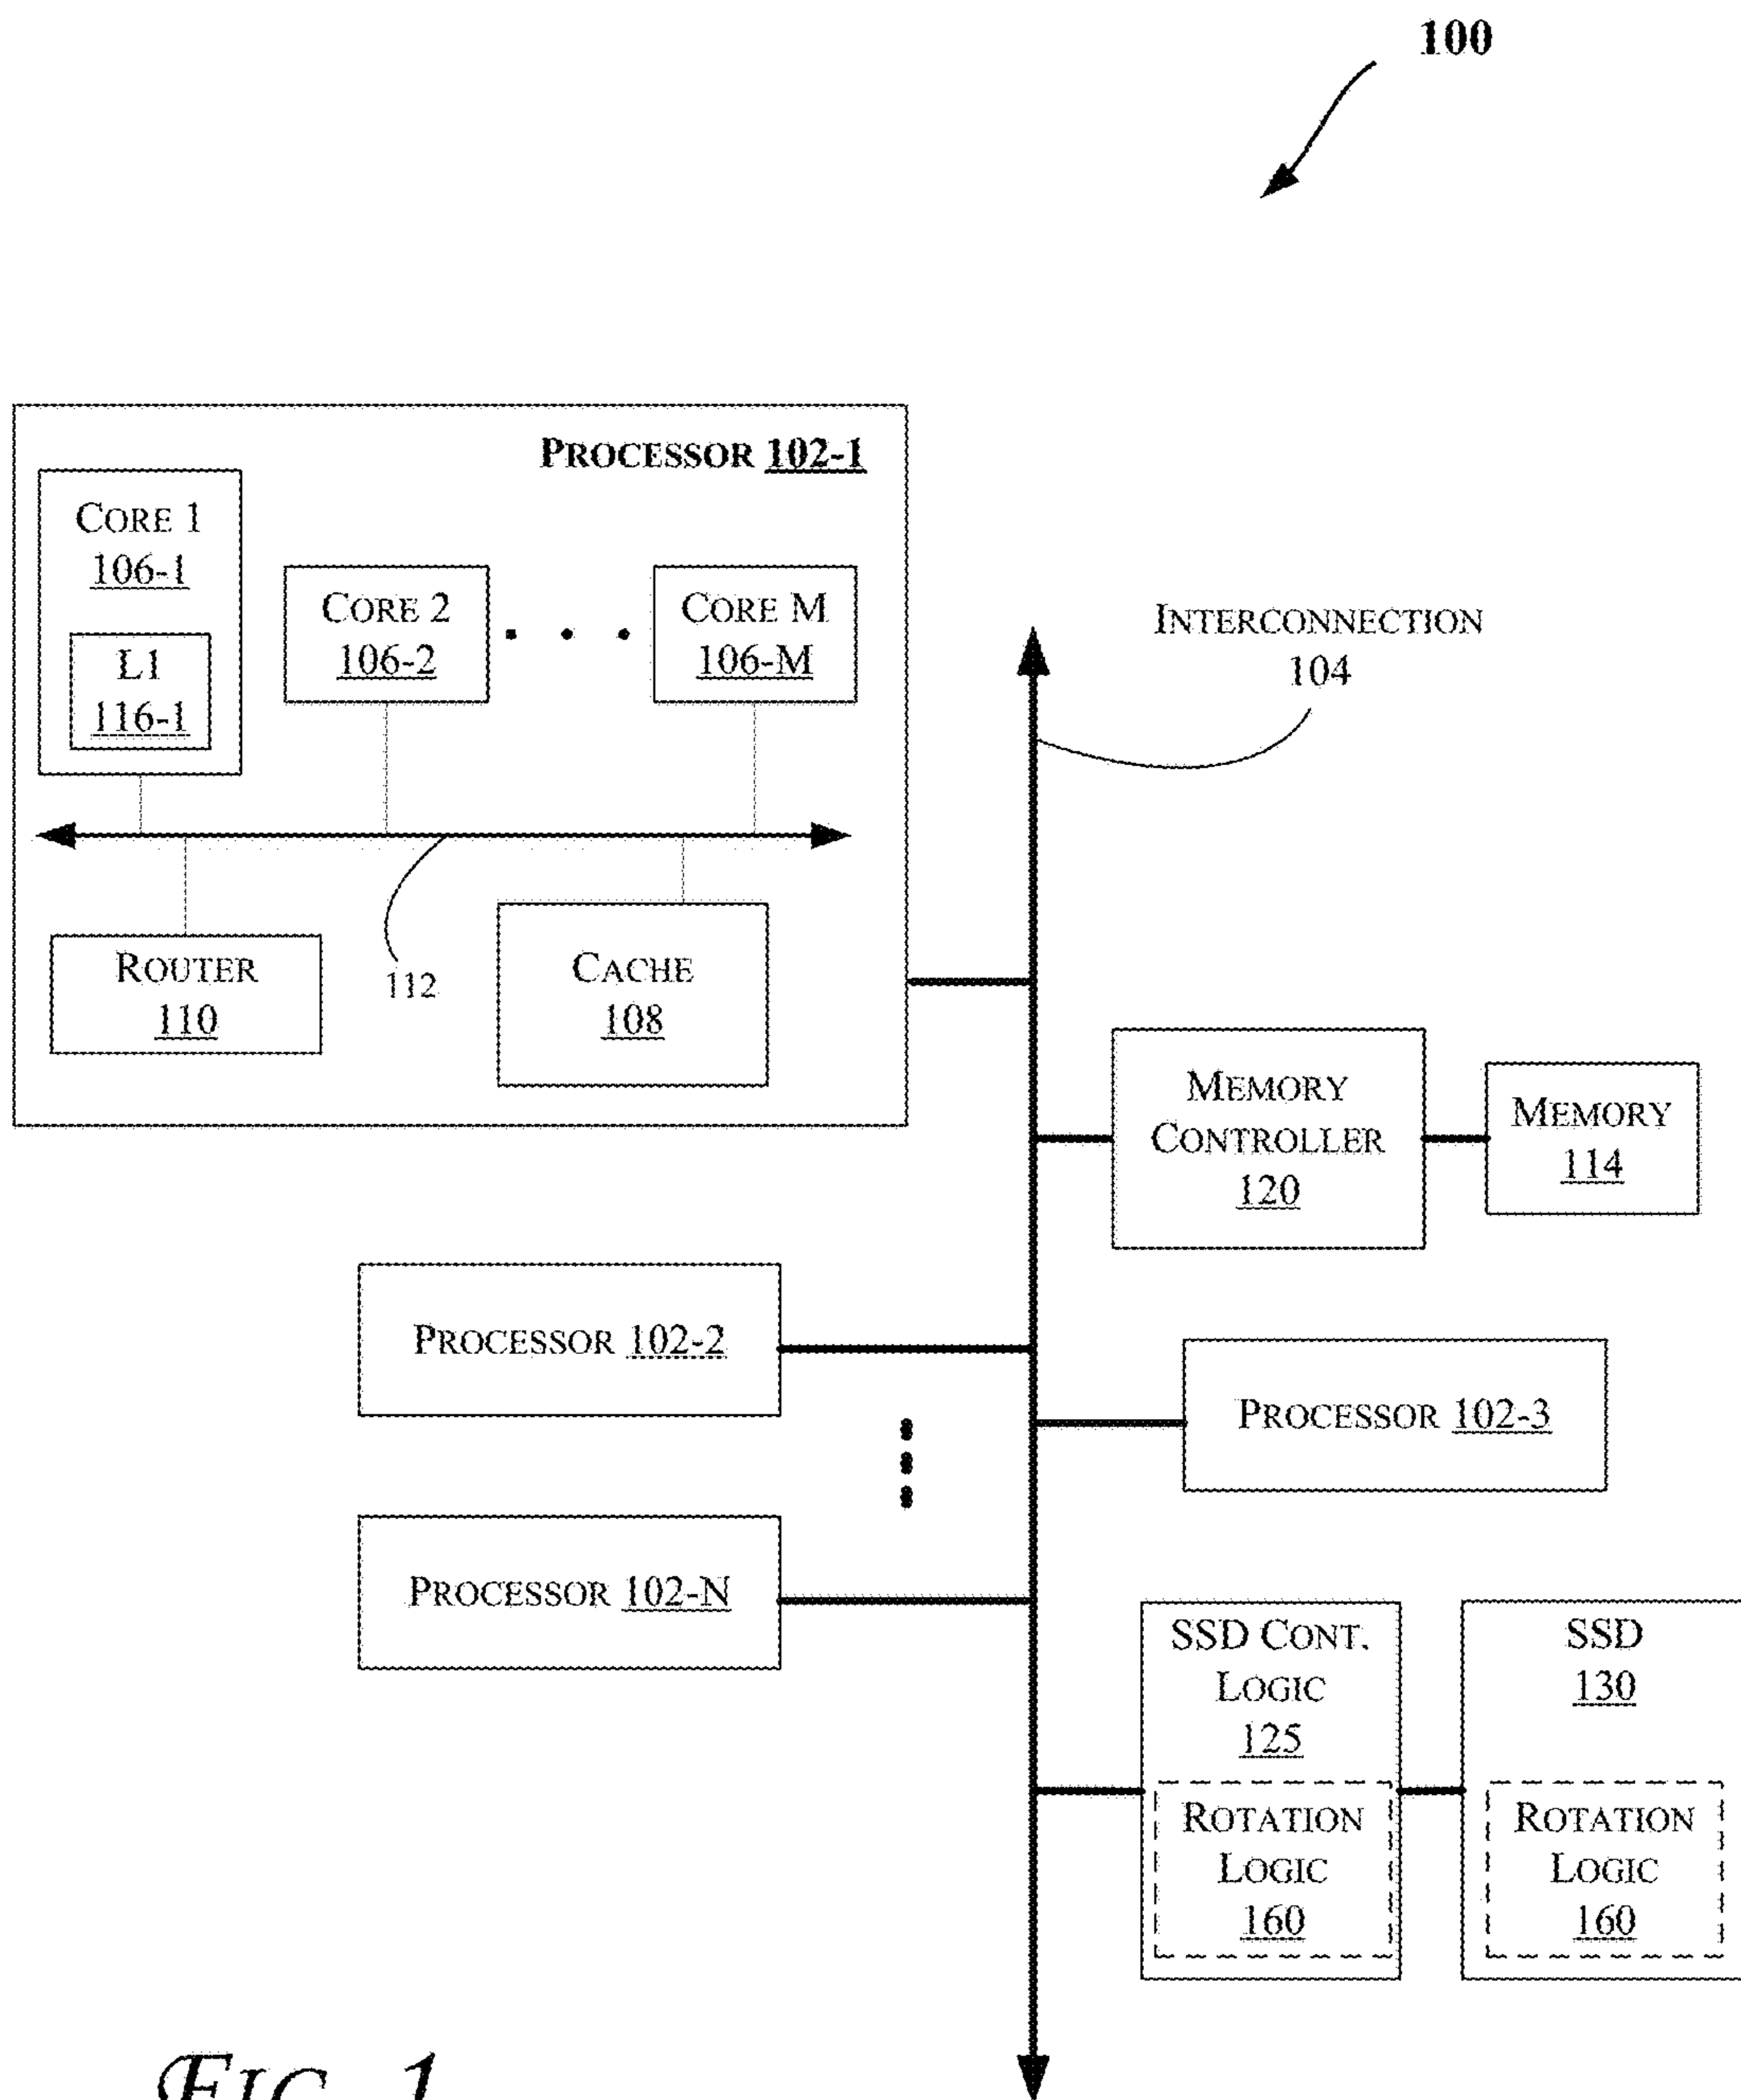 100
PROCESSOR 102-1
CORE 1
106-1
L1
116-1
CORE 2
106-2
CORE M
106-M
112
ROUTER
110
CACHE
108
INTERCONNECTION
104
MEMORY
CONTROLLER
120
MEMORY
114
PROCESSOR 102-2
PROCESSOR 102-3
PROCESSOR 102-N
SSD CONT.
LOGIC
125
ROTATION
LOGIC
160
SSD
130
ROTATION
LOGIC
160
FIG. 1